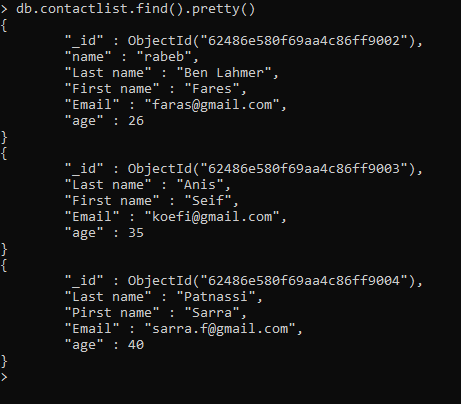 > db.contactlist.find().pretty()
{
"_id" : ObjectId("62486e580f69aa4c86ff9002"),
"name" : "rabeb",
"Last name" : "Ben Lahmer",
"First name" : "Fares",
"Email" : "faras@gmail.com",
"age" : 26
}
{
"_id" : ObjectId("62486e580f69aa4c86ff9003"),
"Last name" : "Anis",
"First name" : "Seif",
"Email" : "koefi@gmail.com",
"age" : 35
}
{
"_id" : ObjectId("62486e580f69aa4c86ff9004"),
"Last name" : "Patnassi",
"Pirst name" : "Sarra",
"Email" : "sarra.f@gmail.com",
"age" : 40
}
>